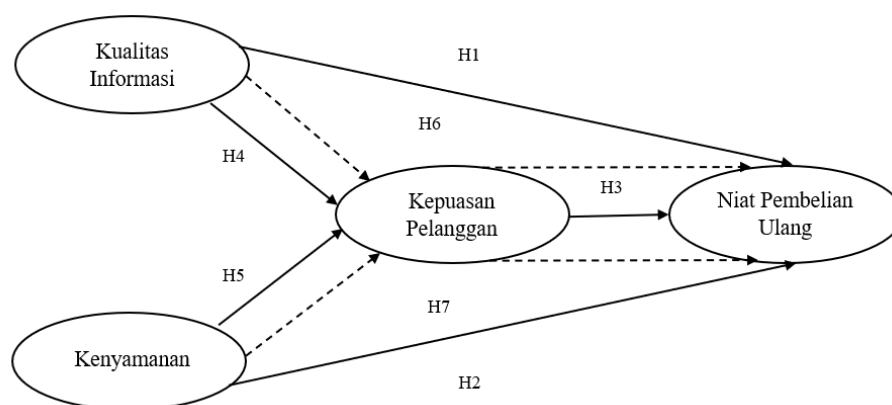 Kualitas
Informasi
H1
H6
H4
Kepuasan
Pelanggan
H3
Niat Pembelian
Ulang
H5
H7
Kenyamanan
H2